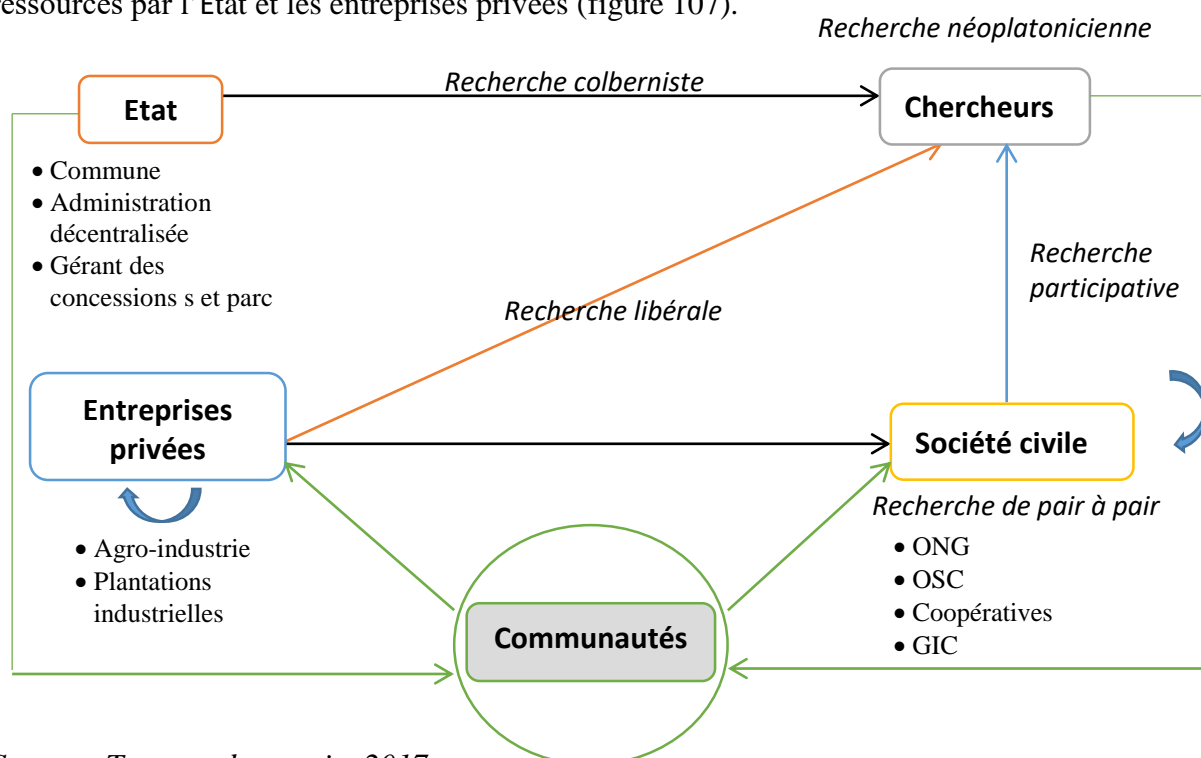 ressources par l'Etat et les entreprises privées (figure 107).
Recherche néoplatonicienne
Recherche colberniste
Etat
Chercheurs
• Commune
• Administration
décentralisée
• Gérant des
concessions s et parc
Recherche
participative
Recherche libérale
Entreprises
privées
Société civile
Recherche de pair à pair
• Agro-industrie
• Plantations
industrielles
• ONG
• OSC
• Coopératives
• GIC
Communautés
2017